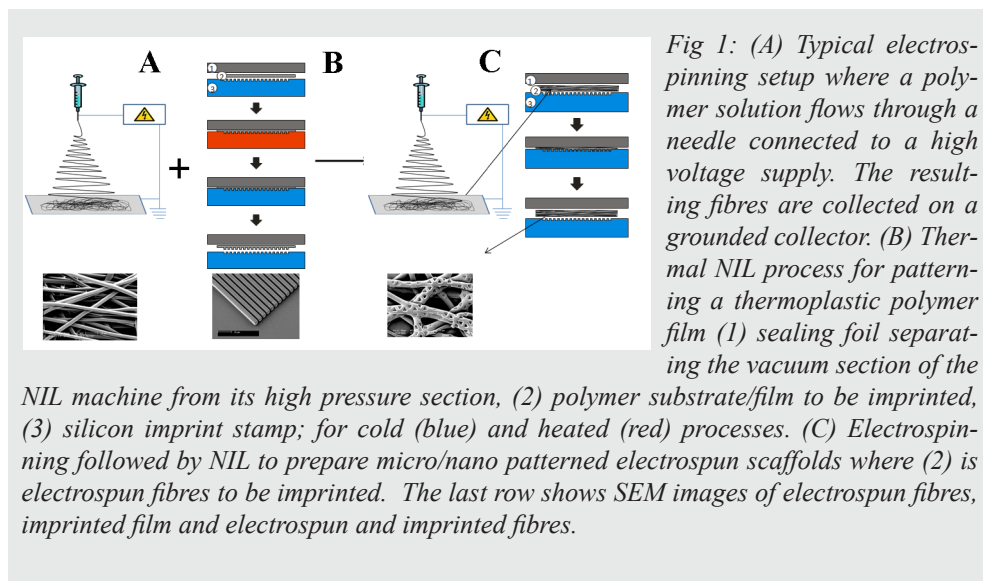 A
B
C
1
2
3
1
2
3
Fig 1: (A) Typical electros-
pinning setup where a poly-
mer solution flows through a
needle connected to a high
voltage supply. The result-
ing fibres are collected on a
grounded collector. (B) Ther-
mal NIL process for pattern-
ing a thermoplastic polymer
film (1) sealing foil separat-
ing the vacuum section of the
NIL machine from its high pressure section, (2) polymer substrate/film to be imprinted,
(3) silicon imprint stamp; for cold (blue) and heated (red) processes. (C) Electrospin-
ning followed by NIL to prepare micro/nano patterned electrospun scaffolds where (2) is
electrospun fibres to be imprinted. The last row shows SEM images of electrospun fibres,
imprinted film and electrospun and imprinted fibres.